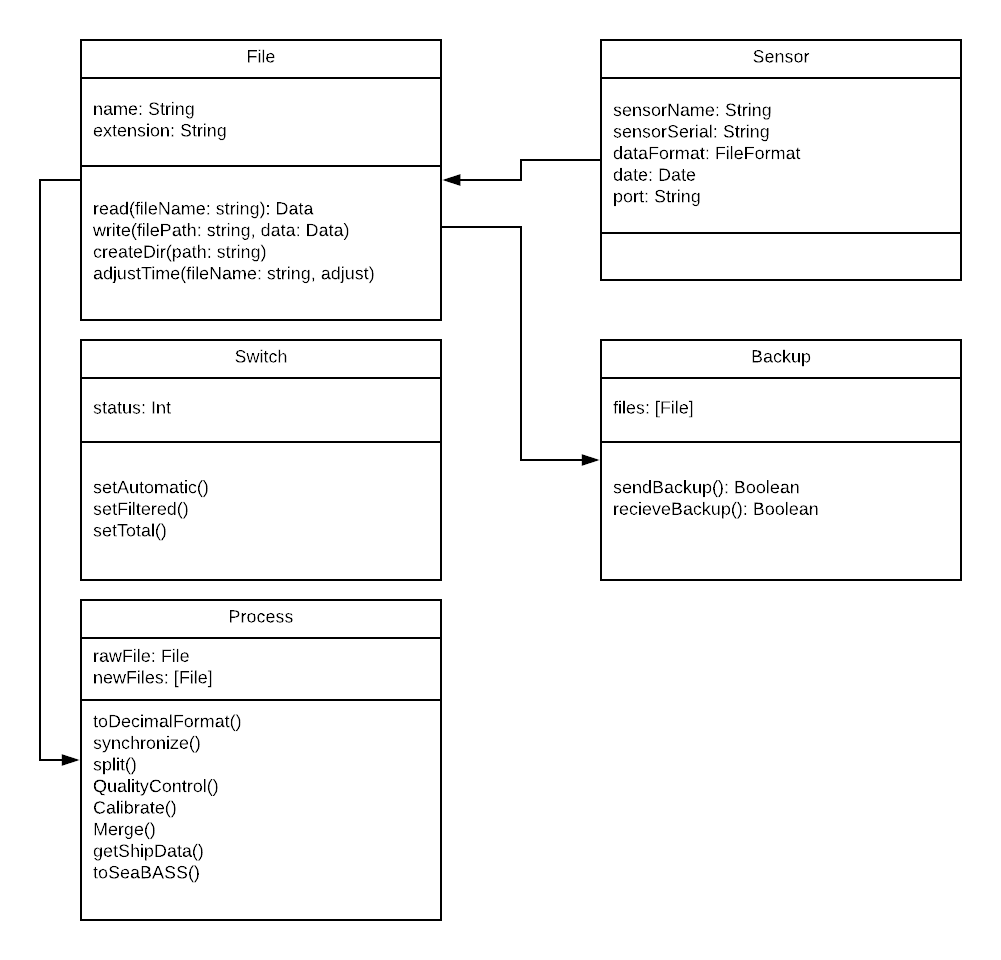 File
name: String
extension: String
read(fileName: string): Data
write(filePath: string, data: Data)
createDir(path: string)
adjustTime(fileName: string, adjust)
Sensor
sensorName: String
sensorSerial: String
dataFormat: FileFormat
date: Date
port: String
Switch
status: Int
setAutomatic()
setFiltered()
setTotal()
Backup
files: [File]
sendBackup(): Boolean
recieveBackup(): Boolean
Process
rawFile: File
newFiles: [File]
toDecimalFormat()
synchronize()
split()
QualityControl()
Calibrate()
Merge()
getShipData()
toSeaBASS()